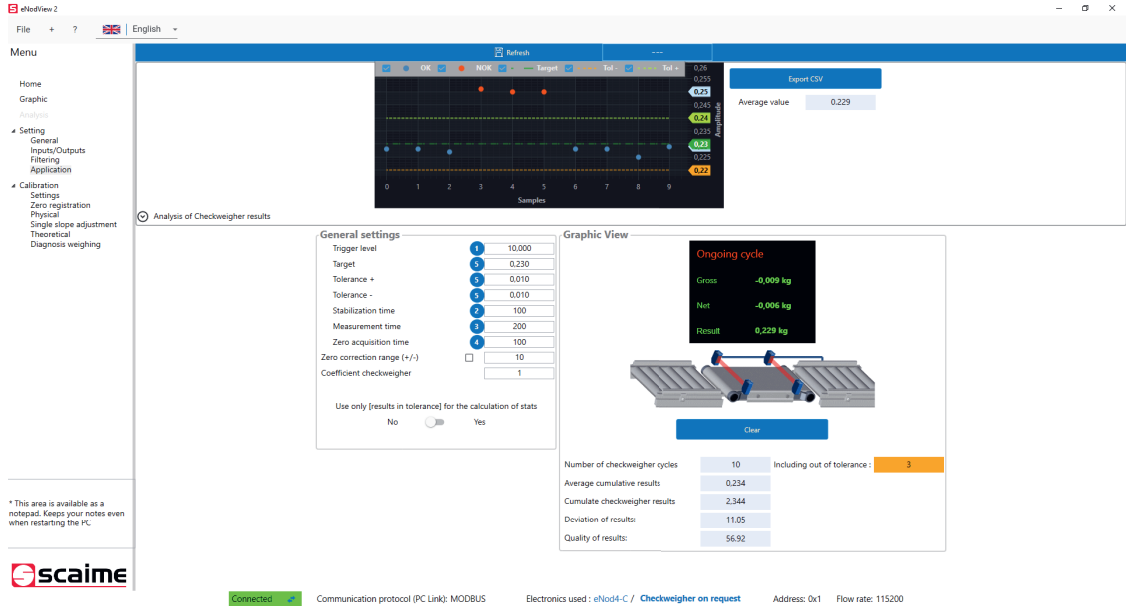 eNodView 2
File + ? English
Menu
Refresh
---
Home
Graphic
Analysis
Setting
General
Inputs/Outputs
Filtering
Application
Calibration
Settings
Zero registration
Physical
Single slope adjustment
Theoretical
Diagnosis weighing
OK NOK Target Tol - Tol +
0,26
0,255
0,25
0,245
0,24
0,235
0,23
0,225
0,22
Amplitude
0 1 2 3 4 5 6 7 8 9
Samples
Export CSV
Average value 0.229
Analysis of Checkweigher results
General settings
Trigger level 1 10,000
Target 5 0,230
Tolerance + 5 0,010
Tolerance - 5 0,010
Stabilization time 2 100
Measurement time 3 200
Zero acquisition time 4 100
Zero correction range (+/-) 10
Coefficient checkweigher 1
Use only [results in tolerance] for the calculation of stats
No Yes
Graphic View
Ongoing cycle
Gross -0,009 kg
Net -0,006 kg
Result 0,229 kg
Clear
Number of checkweigher cycles 10 Including out of tolerance : 3
Average cumulative results 0,234
Cumulate checkweigher results 2,344
Deviation of results: 11.05
Quality of results: 56.92
* This area is available as a
notepad. Keeps your notes even
when restarting the PC
scaime
Connected Communication protocol (PC Link): MODBUS Electronics used : eNod4-C / Checkweigher on request Address: 0x1 Flow rate: 115200